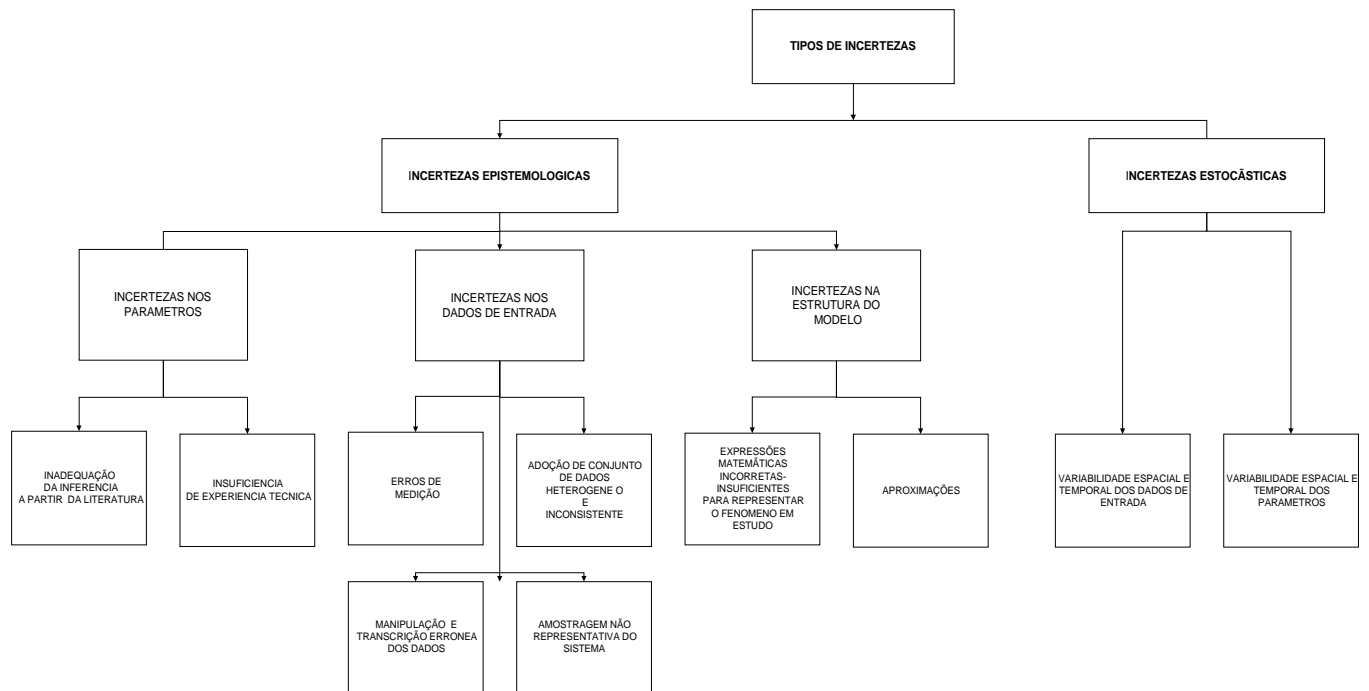 TIPOS DE INCERTEZAS
INCERTEZAS EPISTEMOLOGICAS
INCERTEZAS ESTOCÃSTICAS
INCERTEZAS NOS
PARAMETROS
INCERTEZAS NOS
DADOS DE ENTRADA
INCERTEZAS NA
ESTRUTURA DO
MODELO
INADEQUAÇÃO
DA INFERENCIA
A PARTIR DA LITERATURA
INSUFICIENCIA
DE EXPERIENCIA TECNICA
ERROS DE
MEDIÇÃO
ADOÇÃO DE CONJUNTO
DE DADOS
HETEROGENE O
E
INCONSISTENTE
EXPRESSÕES
MATEMÃTICAS
INCORRETAS-
INSUFICIENTES
PARA REPRESENTAR
O FENOMENO EM
ESTUDO
APROXIMAÇÕES
VARIABILIDADE ESPACIAL E
TEMPORAL DOS DADOS DE
ENTRADA
VARIABILIDADE ESPACIAL E
TEMPORAL DOS
PARAMETROS
MANIPULAÇÃO E
TRANSCRIÇÃO ERRONEA
DOS DADOS
AMOSTRAGEM NÃO
REPRESENTATIVA DO
SISTEMA